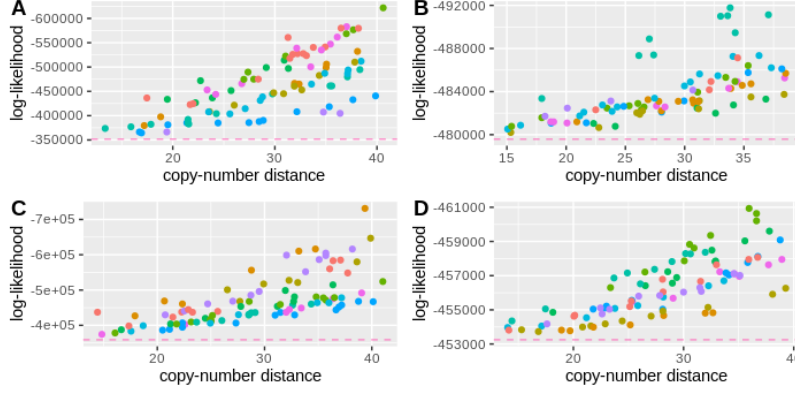 A
log-likelihood
-600000
-550000
-500000
-450000
-400000
-350000
20
30
40
copy-number distance
B
log-likelihood
-492000
-488000
-484000
-480000
15
20
25
30
35
copy-number distance
C
log-likelihood
-7e+05
-6e+05
-5e+05
-4e+05
20
30
40
copy-number distance
D
log-likelihood
-461000
-459000
-457000
-455000
-453000
20
30
40
copy-number distance